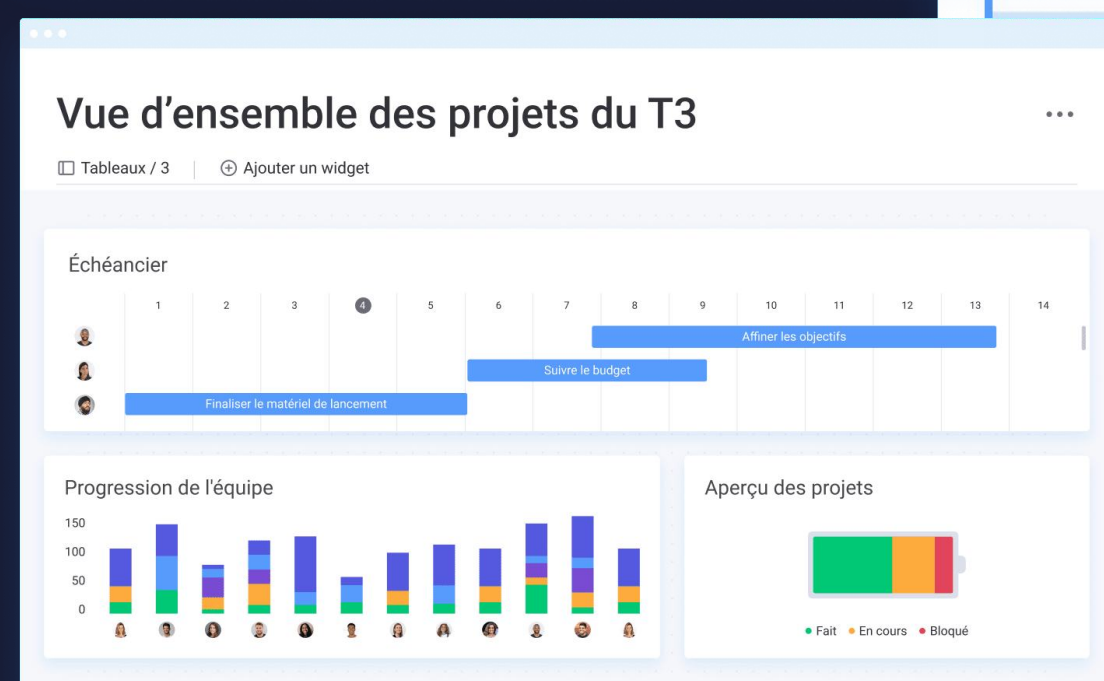 Vue d’ensemble des projets du T3
Tableaux / 3 Ajouter un widget
Échéancier
1 2 3 4 5 6 7 8 9 10 11 12 13 14
Affiner les objectifs
Suivre le budget
Finaliser le matériel de lancement
Progression de l'équipe
150
100
50
0
Aperçu des projets
Fait En cours Bloqué